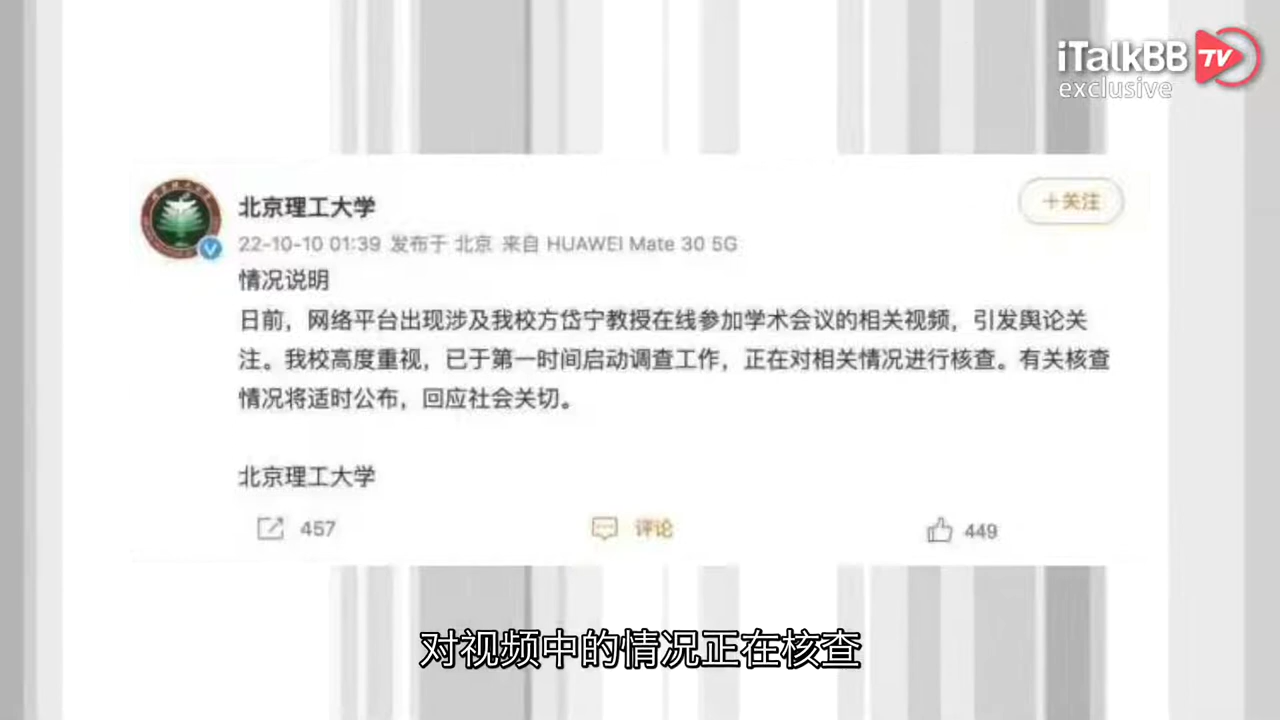 iTalkBB TV
exclusive
北京理工大学
+关注
22-10-10 01:39 发布于 北京 来自 HUAWEI Mate 30 5G
情况说明
日前，网络平台出现涉及我校方岱宁教授在线参加学术会议的相关视频，引发舆论关
注。我校高度重视，已于第一时间启动调查工作，正在对相关情况进行核查。有关核查
情况将适时公布，回应社会关切。
北京理工大学
457
评论
449
对视频中的情况正在核查